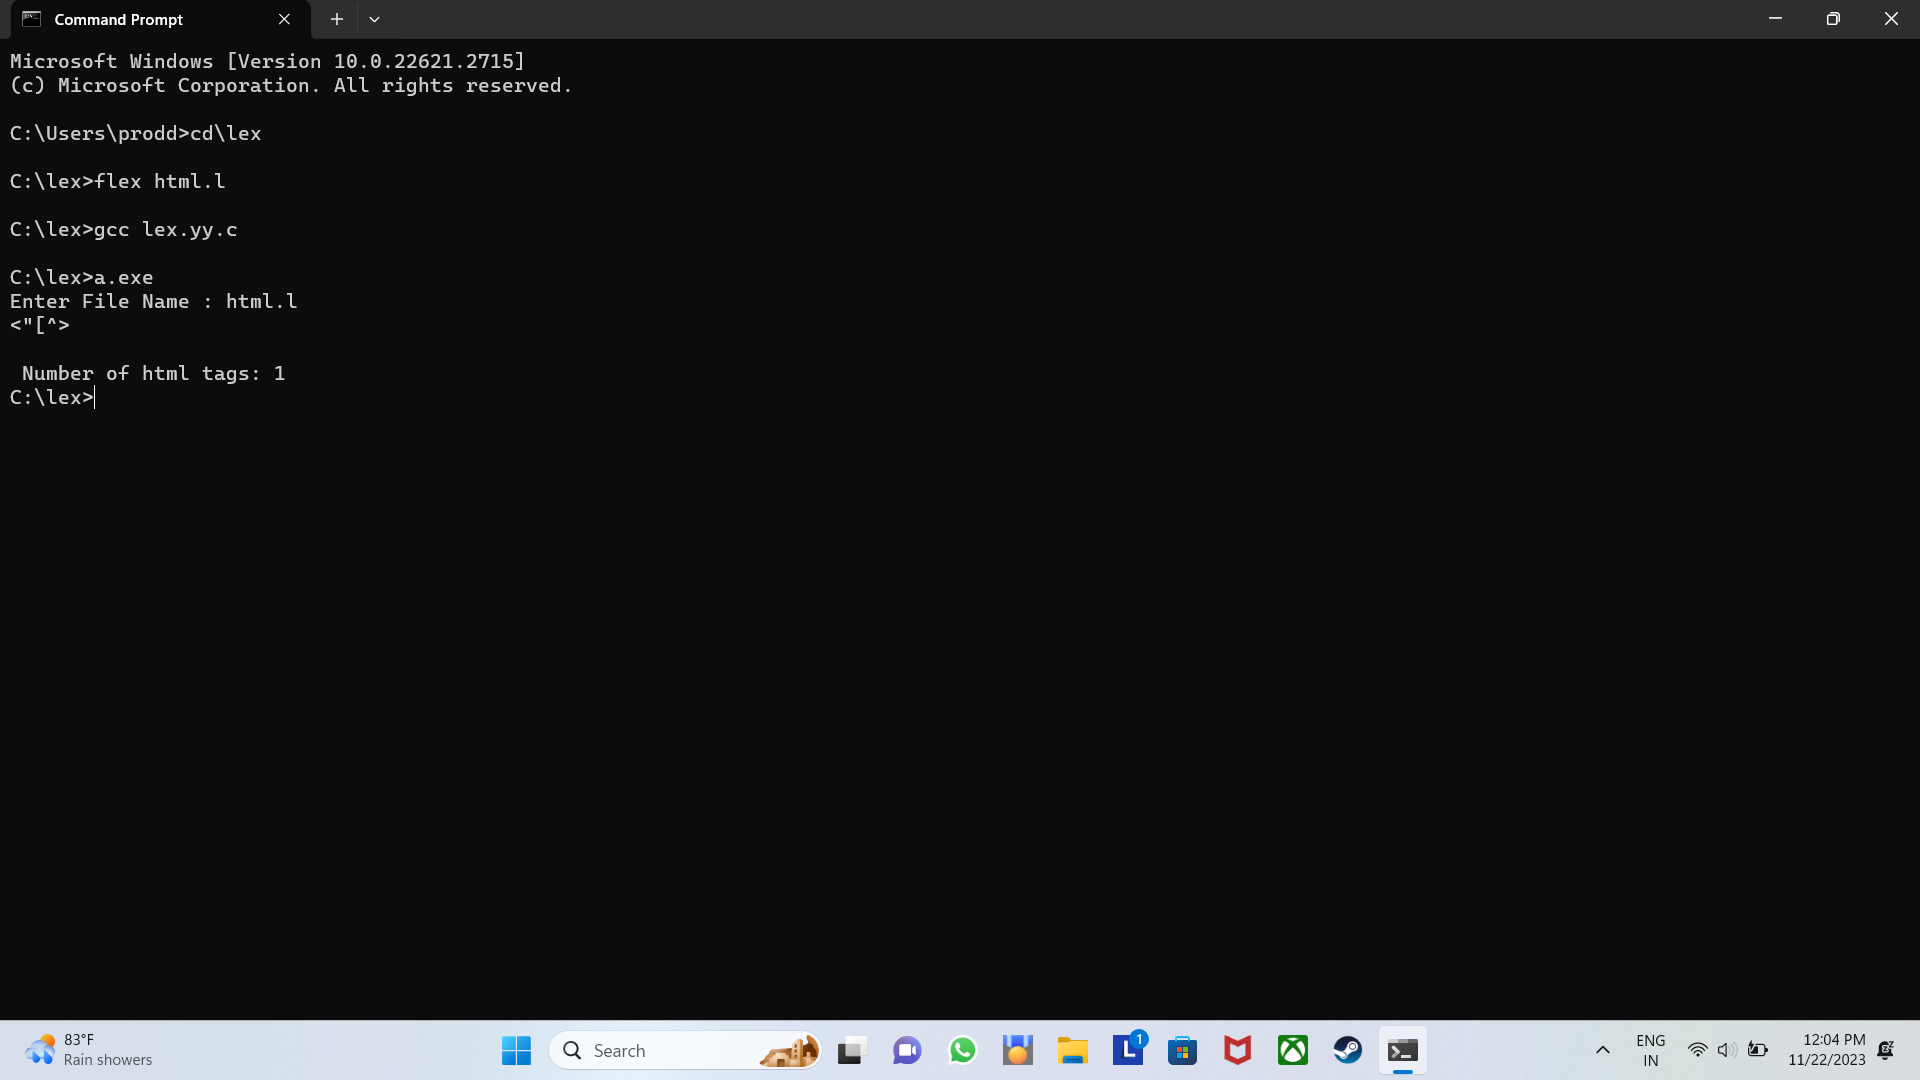 Command Prompt
Microsoft Windows [Version 10.0.22621.2715]
(c) Microsoft Corporation. All rights reserved.
C:\Users\prodd>cd\lex
C:\lex>flex html.l
C:\lex>gcc lex.yy.c
C:\lex>a.exe
Enter File Name : html.l
<"[^>
Number of html tags: 1
C:\lex>
83°F
Rain showers
Search
L
1
ENG
IN
12:04 PM
11/22/2023